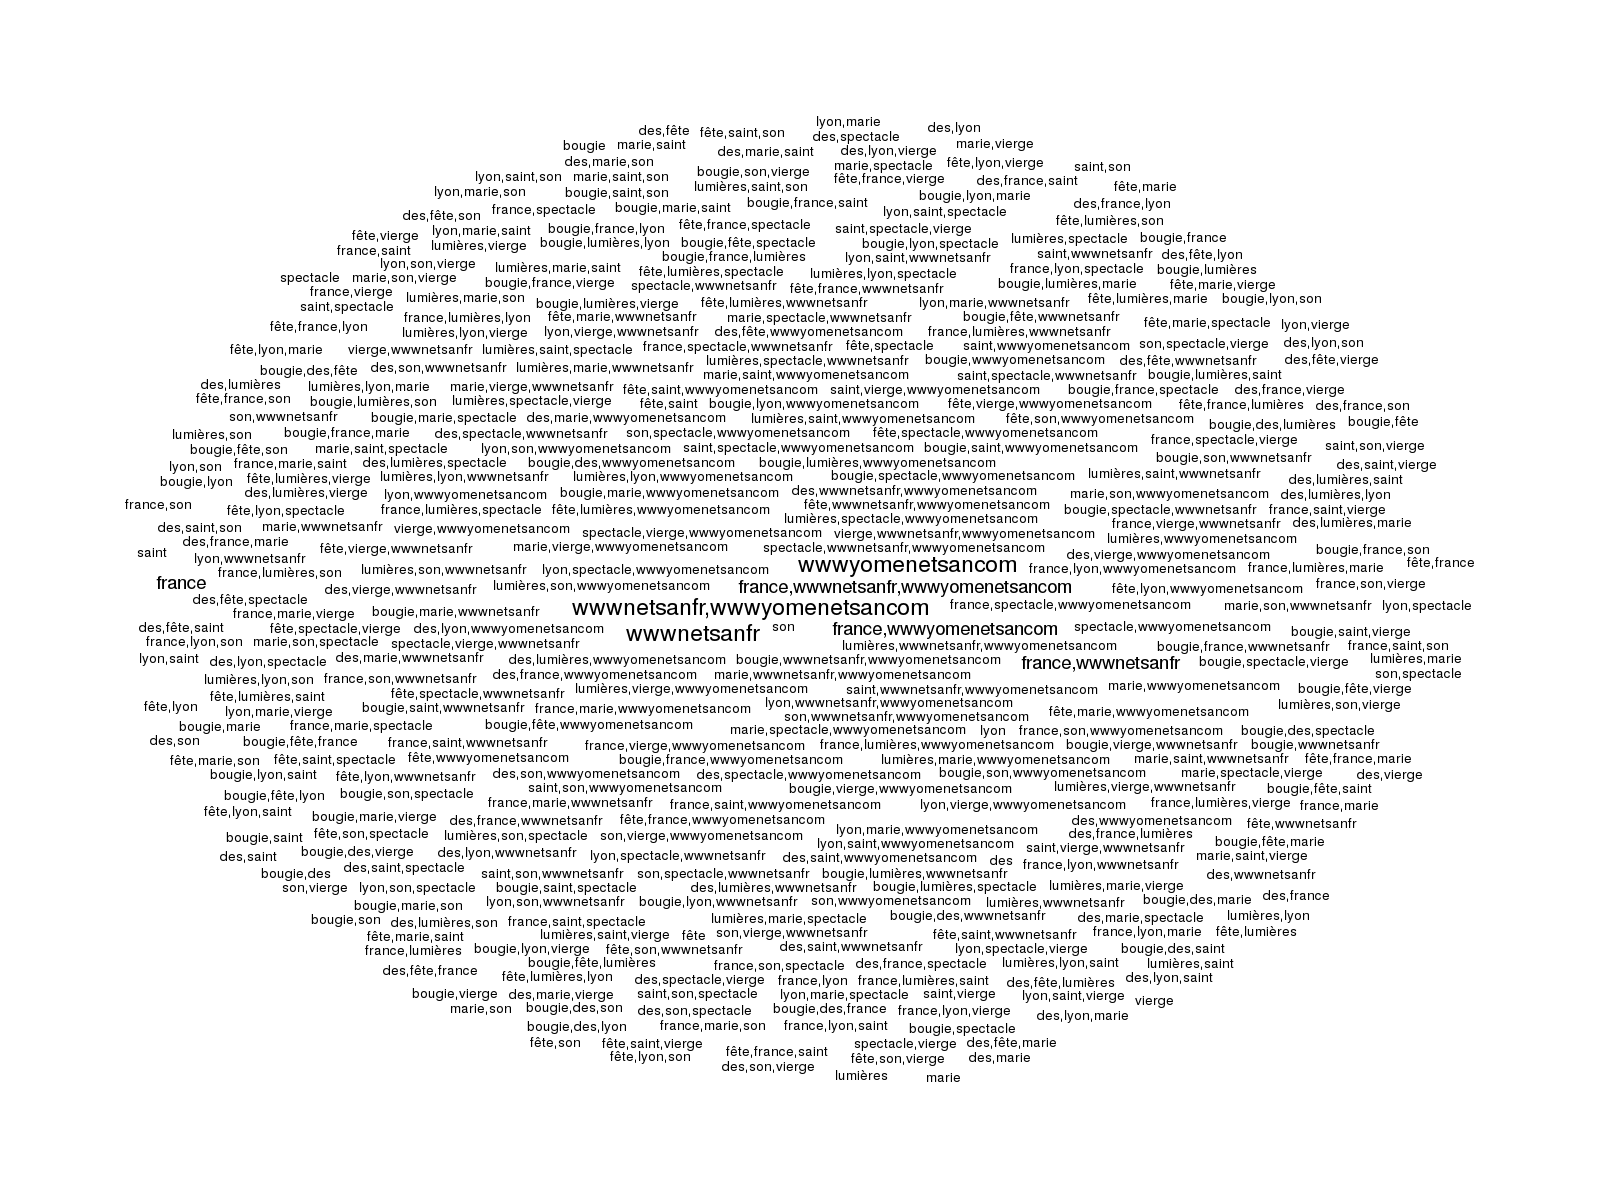 lyon,marie
des,fête fête,saint,son des,spectacle des,lyon
bougie marie,saint des,marie,saint des,lyon,vierge marie,vierge
des,marie,son marie,spectacle fête,lyon,vierge saint,son
lyon,saint,son marie,saint,son bougie,son,vierge fête,france,vierge des,france,saint
lyon,marie,son bougie,saint,son lumières,saint,son bougie,lyon,marie fête,marie
des,fête,son france,spectacle bougie,marie,saint bougie,france,saint lyon,saint,spectacle des,france,lyon
fête,vierge lyon,marie,saint bougie,france,lyon fête,france,spectacle saint,spectacle,vierge fête,lumières,son
france,saint lumières,vierge bougie,lumières,lyon bougie,fête,spectacle bougie,lyon,spectacle lumières,spectacle bougie,france
lyon,son,vierge lumières,marie,saint bougie,france,lumières lyon,saint,wwwnetsanfr saint,wwwnetsanfr des,fête,lyon
spectacle marie,son,vierge bougie,france,vierge fête,lumières,spectacle lumières,lyon,spectacle france,lyon,spectacle bougie,lumières
france,vierge lumières,marie,son spectacle,wwwnetsanfr fête,france,wwwnetsanfr bougie,lumières,marie fête,marie,vierge
saint,spectacle bougie,lumières,vierge fête,lumières,wwwnetsanfr lyon,marie,wwwnetsanfr fête,lumières,marie bougie,lyon,son
france,lumières,lyon fête,marie,wwwnetsanfr marie,spectacle,wwwnetsanfr bougie,fête,wwwnetsanfr
fête,france,lyon lumières,lyon,vierge lyon,vierge,wwwnetsanfr des,fête,wwwyomenetsancom france,lumières,wwwnetsanfr fête,marie,spectacle lyon,vierge
fête,lyon,marie vierge,wwwnetsanfr lumières,saint,spectacle france,spectacle,wwwnetsanfr fête,spectacle saint,wwwyomenetsancom son,spectacle,vierge des,lyon,son
bougie,des,fête des,son,wwwnetsanfr lumières,marie,wwwnetsanfr lumières,spectacle,wwwnetsanfr bougie,wwwyomenetsancom des,fête,wwwnetsanfr des,fête,vierge
marie,saint,wwwyomenetsancom saint,spectacle,wwwnetsanfr bougie,lumières,saint
des,lumières lumières,lyon,marie marie,vierge,wwwnetsanfr fête,saint,wwwyomenetsancom saint,vierge,wwwyomenetsancom bougie,france,spectacle des,france,vierge
fête,france,son bougie,lumières,son lumières,spectacle,vierge fête,saint bougie,lyon,wwwyomenetsancom fête,vierge,wwwyomenetsancom fête,france,lumières des,france,son
son,wwwnetsanfr bougie,marie,spectacle des,marie,wwwyomenetsancom lumières,saint,wwwyomenetsancom fête,son,wwwyomenetsancom bougie,des,lumières bougie,fête
lumières,son bougie,france,marie des,spectacle,wwwnetsanfr son,spectacle,wwwyomenetsancom fête,spectacle,wwwyomenetsancom france,spectacle,vierge
bougie,fête,son marie,saint,spectacle lyon,son,wwwyomenetsancom saint,spectacle,wwwyomenetsancom bougie,saint,wwwyomenetsancom saint,son,vierge
lyon,son france,marie,saint des,lumières,spectacle bougie,des,wwwyomenetsancom bougie,lumières,wwwyomenetsancom bougie,son,wwwnetsanfr des,saint,vierge
bougie,lyon fête,lumières,vierge lumières,lyon,wwwnetsanfr lumières,lyon,wwwyomenetsancom bougie,spectacle,wwwyomenetsancom lumières,saint,wwwnetsanfr des,lumières,saint
des,lumières,vierge lyon,wwwyomenetsancom bougie,marie,wwwyomenetsancom des,wwwnetsanfr,wwwyomenetsancom marie,son,wwwyomenetsancom des,lumières,lyon
france,son fête,lyon,spectacle france,lumières,spectacle fête,lumières,wwwyomenetsancom fête,wwwnetsanfr,wwwyomenetsancom bougie,spectacle,wwwnetsanfr france,saint,vierge
des,saint,son marie,wwwnetsanfr vierge,wwwyomenetsancom lumières,spectacle,wwwyomenetsancom france,vierge,wwwnetsanfr des,lumières,marie
des,france,marie spectacle,vierge,wwwyomenetsancom vierge,wwwnetsanfr,wwwyomenetsancom lumières,wwwyomenetsancom
saint fête,vierge,wwwnetsanfr marie,vierge,wwwyomenetsancom spectacle,wwwnetsanfr,wwwyomenetsancom des,vierge,wwwyomenetsancom bougie,france,son
lyon,wwwnetsanfr wwwyomenetsancom fête,france
france,lumières,son lumières,son,wwwnetsanfr lyon,spectacle,wwwyomenetsancom france,lyon,wwwyomenetsancom france,lumières,marie
france des,vierge,wwwnetsanfr lumières,son,wwwyomenetsancom france,wwwnetsanfr,wwwyomenetsancom fête,lyon,wwwyomenetsancom france,son,vierge
des,fête,spectacle wwwnetsanfr,wwwyomenetsancom france,spectacle,wwwyomenetsancom marie,son,wwwnetsanfr lyon,spectacle
france,marie,vierge bougie,marie,wwwnetsanfr
des,fête,saint fête,spectacle,vierge des,lyon,wwwyomenetsancom wwwnetsanfr son france,wwwyomenetsancom spectacle,wwwyomenetsancom bougie,saint,vierge
france,lyon,son marie,son,spectacle spectacle,vierge,wwwnetsanfr lumières,wwwnetsanfr,wwwyomenetsancom bougie,france,wwwnetsanfr france,saint,son
lyon,saint des,lyon,spectacle des,marie,wwwnetsanfr des,lumières,wwwyomenetsancom bougie,wwwnetsanfr,wwwyomenetsancom france,wwwnetsanfr bougie,spectacle,vierge lumières,marie
lumières,lyon,son france,son,wwwnetsanfr des,france,wwwyomenetsancom marie,wwwnetsanfr,wwwyomenetsancom son,spectacle
fête,lumières,saint fête,spectacle,wwwnetsanfr lumières,vierge,wwwyomenetsancom saint,wwwnetsanfr,wwwyomenetsancom marie,wwwyomenetsancom bougie,fête,vierge
fête,lyon lyon,marie,vierge bougie,saint,wwwnetsanfr france,marie,wwwyomenetsancom lyon,wwwnetsanfr,wwwyomenetsancom fête,marie,wwwyomenetsancom lumières,son,vierge
bougie,marie france,marie,spectacle bougie,fête,wwwyomenetsancom son,wwwnetsanfr,wwwyomenetsancom
marie,spectacle,wwwyomenetsancom lyon france,son,wwwyomenetsancom bougie,des,spectacle
des,son bougie,fête,france france,saint,wwwnetsanfr france,vierge,wwwyomenetsancom france,lumières,wwwyomenetsancom bougie,vierge,wwwnetsanfr bougie,wwwnetsanfr
fête,marie,son fête,saint,spectacle fête,wwwyomenetsancom bougie,france,wwwyomenetsancom lumières,marie,wwwyomenetsancom marie,saint,wwwnetsanfr fête,france,marie
bougie,lyon,saint fête,lyon,wwwnetsanfr des,son,wwwyomenetsancom des,spectacle,wwwyomenetsancom bougie,son,wwwyomenetsancom marie,spectacle,vierge des,vierge
bougie,fête,lyon bougie,son,spectacle saint,son,wwwyomenetsancom bougie,vierge,wwwyomenetsancom lumières,vierge,wwwnetsanfr bougie,fête,saint
fête,lyon,saint france,marie,wwwnetsanfr france,saint,wwwyomenetsancom lyon,vierge,wwwyomenetsancom france,lumières,vierge france,marie
bougie,marie,vierge des,france,wwwnetsanfr fête,france,wwwyomenetsancom des,wwwyomenetsancom fête,wwwnetsanfr
bougie,saint fête,son,spectacle lumières,son,spectacle son,vierge,wwwyomenetsancom lyon,marie,wwwyomenetsancom des,france,lumières bougie,fête,marie
des,saint bougie,des,vierge des,lyon,wwwnetsanfr lyon,spectacle,wwwnetsanfr lyon,saint,wwwyomenetsancom saint,vierge,wwwnetsanfr marie,saint,vierge
des,saint,wwwyomenetsancom des france,lyon,wwwnetsanfr
bougie,des des,saint,spectacle saint,son,wwwnetsanfr son,spectacle,wwwnetsanfr bougie,lumières,wwwnetsanfr des,wwwnetsanfr
son,vierge lyon,son,spectacle bougie,saint,spectacle des,lumières,wwwnetsanfr bougie,lumières,spectacle lumières,marie,vierge
bougie,marie,son lyon,son,wwwnetsanfr bougie,lyon,wwwnetsanfr son,wwwyomenetsancom lumières,wwwnetsanfr bougie,des,marie des,france
bougie,son des,lumières,son france,saint,spectacle lumières,marie,spectacle bougie,des,wwwnetsanfr des,marie,spectacle lumières,lyon
fête,marie,saint lumières,saint,vierge fête son,vierge,wwwnetsanfr fête,saint,wwwnetsanfr france,lyon,marie fête,lumières
france,lumières bougie,lyon,vierge fête,son,wwwnetsanfr des,saint,wwwnetsanfr lyon,spectacle,vierge bougie,des,saint
des,fête,france bougie,fête,lumières france,son,spectacle des,france,spectacle lumières,lyon,saint lumières,saint
fête,lumières,lyon des,spectacle,vierge france,lyon france,lumières,saint des,fête,lumières des,lyon,saint
bougie,vierge des,marie,vierge saint,son,spectacle lyon,marie,spectacle saint,vierge lyon,saint,vierge vierge
marie,son bougie,des,son des,son,spectacle bougie,des,france france,lyon,vierge des,lyon,marie
bougie,des,lyon france,marie,son france,lyon,saint bougie,spectacle
fête,son fête,saint,vierge spectacle,vierge des,fête,marie
fête,lyon,son fête,france,saint fête,son,vierge des,marie
des,son,vierge
lumières marie